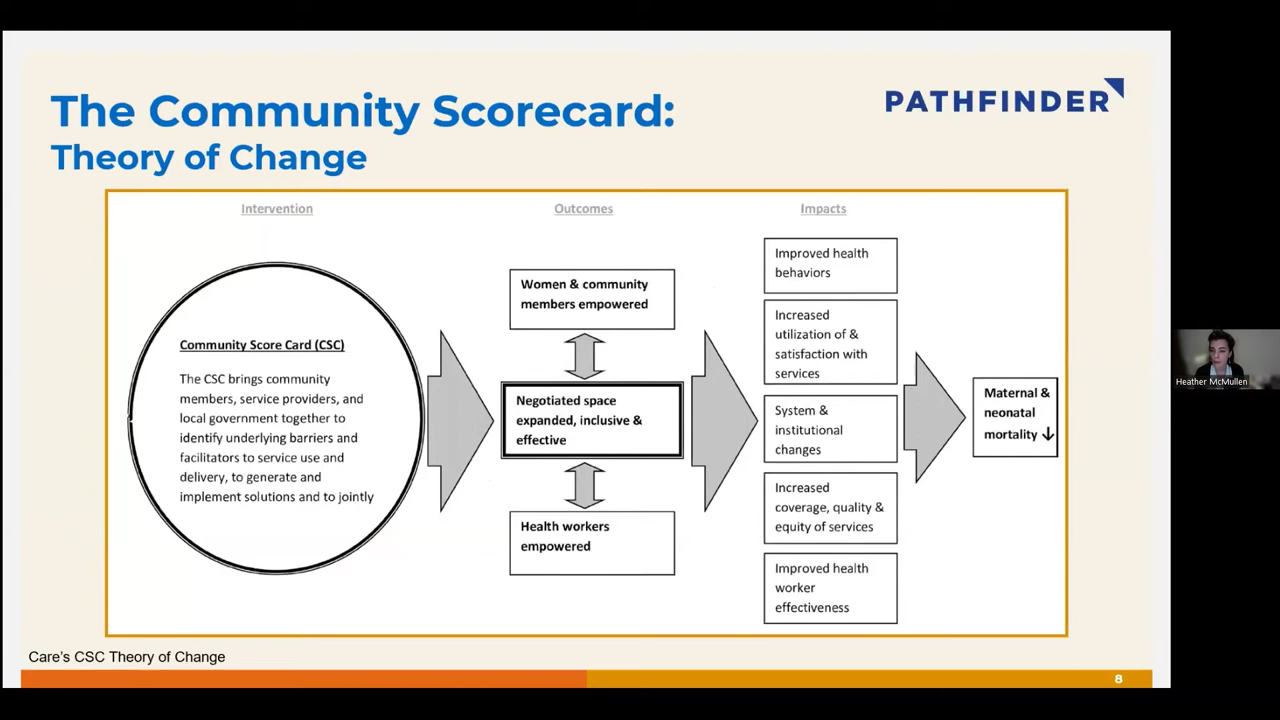 The Community Scorecard:
Theory of Change
PATHFINDER
Intervention
Outcomes
Impacts
Community Score Card (CSC)
The CSC brings community
members, service providers, and
local government together to
identify underlying barriers and
facilitators to service use and
delivery, to generate and
implement solutions and to jointly
Women & community
members empowered
Negotiated space
expanded, inclusive &
effective
Health workers
empowered
Improved health
behaviors
Increased
utilization of &
satisfaction with
services
System &
institutional
changes
Increased
coverage, quality &
equity of services
Improved health
worker
effectiveness
Maternal &
neonatal
mortality ↓
Care's CSC Theory of Change
8
Heather McMullen